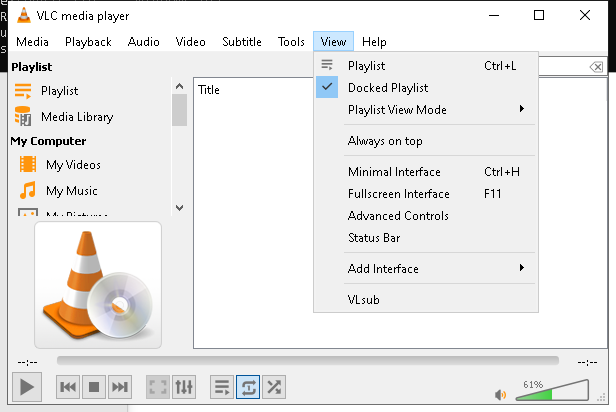 VLC media player
Media Playback Audio Video Subtitle Tools View Help
Playlist
Playlist
Media Library
My Computer
My Videos
My Music
My Pictures
Title
Playlist Ctrl+L
Docked Playlist
Playlist View Mode
Always on top
Minimal Interface Ctrl+H
Fullscreen Interface F11
Advanced Controls
Status Bar
Add Interface
VLsub
--:-- --:--
61%